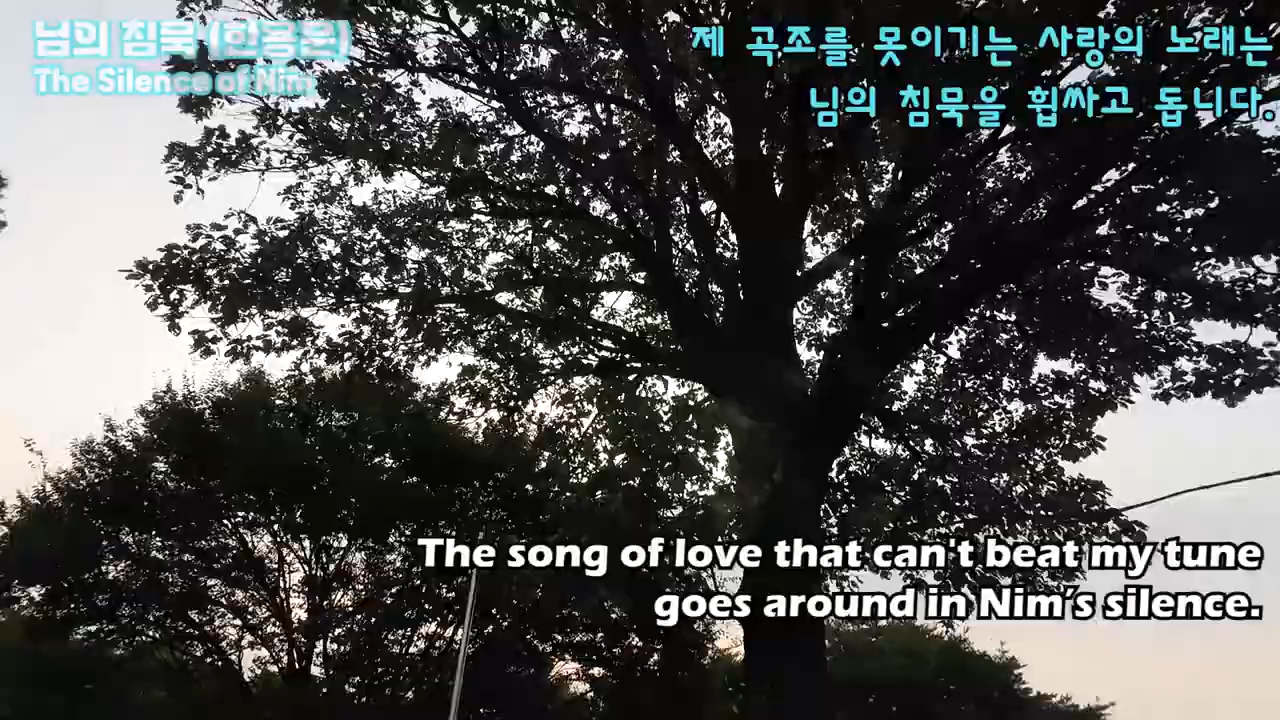 님의 침묵 (한용운)
The Silence of Nim
제 곡조를 못이기는 사랑의 노래는
님의 침묵을 휩싸고 돕니다.
The song of love that can't beat my tune
goes around in Nim's silence.